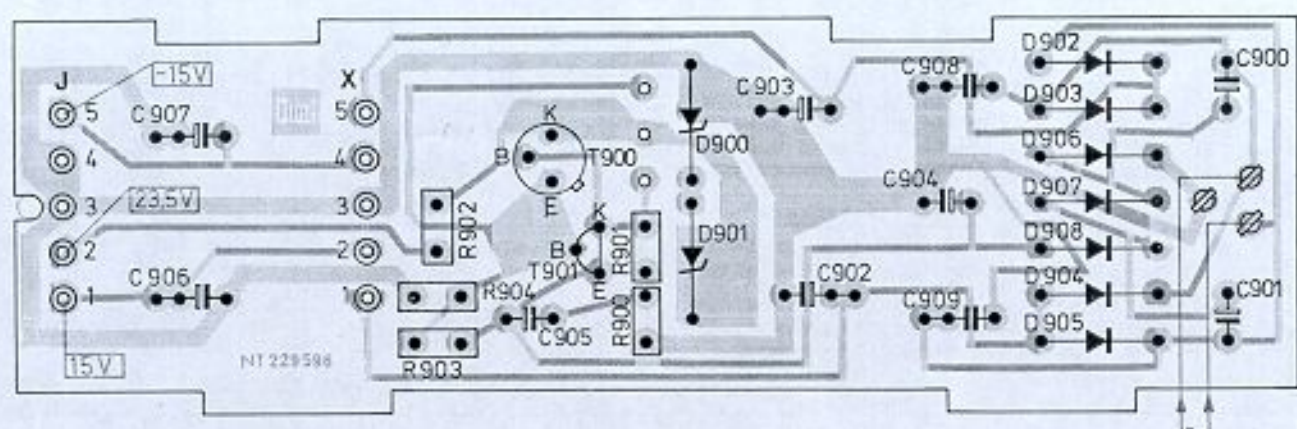 J
-15V
5
C907
4
3
23,5V
2
C906
1
15V
NT229598
X
5
4
3
2
1
K
B
T900
E
R902
K
B
T901
E
R901
R904
R900
C905
R903
D900
D901
C903
C908
C904
C902
C909
D902
D903
D906
D907
D908
D904
D905
C900
C901